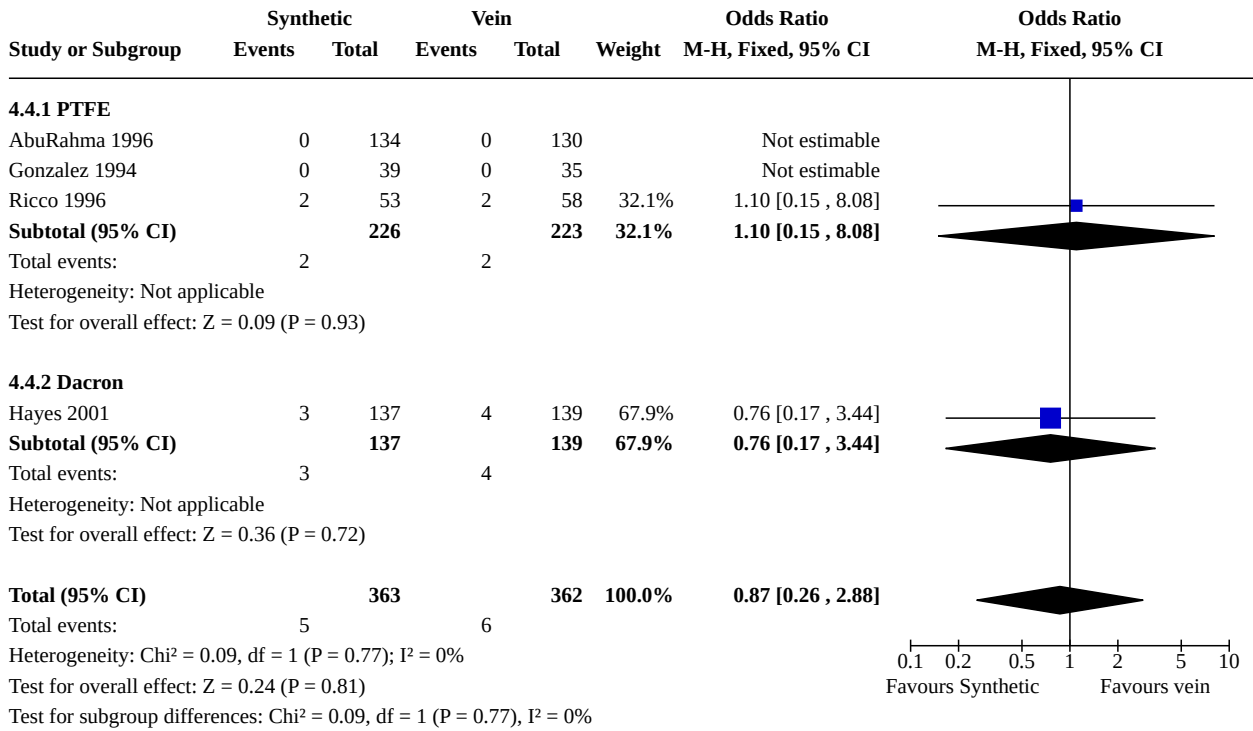 Synthetic Vein Odds Ratio Odds Ratio
Study or Subgroup Events Total Events Total Weight M-H, Fixed, 95% CI M-H, Fixed, 95% CI
4.4.1 PTFE
AbuRahma 1996 0 134 0 130 Not estimable
Gonzalez 1994 0 39 0 35 Not estimable
Ricco 1996 2 53 2 58 32.1% 1.10 [0.15 , 8.08]
Subtotal (95% CI) 226 223 32.1% 1.10 [0.15 , 8.08]
Total events: 2 2
Heterogeneity: Not applicable
Test for overall effect: Z = 0.09 (P = 0.93)
4.4.2 Dacron
Hayes 2001 3 137 4 139 67.9% 0.76 [0.17 , 3.44]
Subtotal (95% CI) 137 139 67.9% 0.76 [0.17 , 3.44]
Total events: 3 4
Heterogeneity: Not applicable
Test for overall effect: Z = 0.36 (P = 0.72)
Total (95% CI) 363 362 100.0% 0.87 [0.26 , 2.88]
Total events: 5 6
Heterogeneity: Chi² = 0.09, df = 1 (P = 0.77); I² = 0%
Test for overall effect: Z = 0.24 (P = 0.81)
Test for subgroup differences: Chi² = 0.09, df = 1 (P = 0.77), I² = 0%
0.1 0.2 0.5 1 2 5 10
Favours Synthetic Favours vein